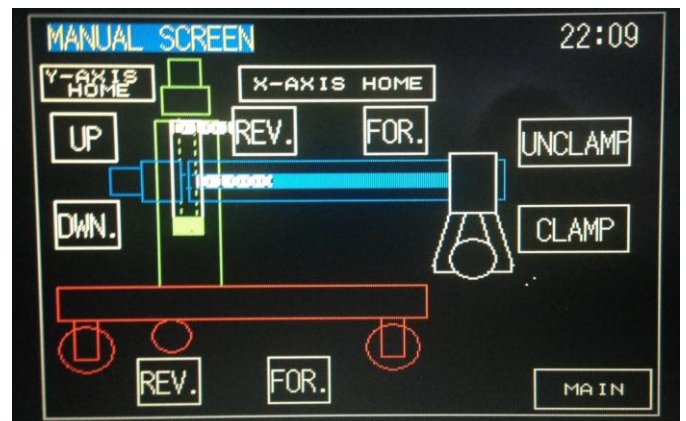 MANUAL SCREEN
22:09
Y-AXIS
HOME
X-AXIS HOME
UP
REV.
FOR.
UNCLAMP
DWN.
CLAMP
REV.
FOR.
MAIN